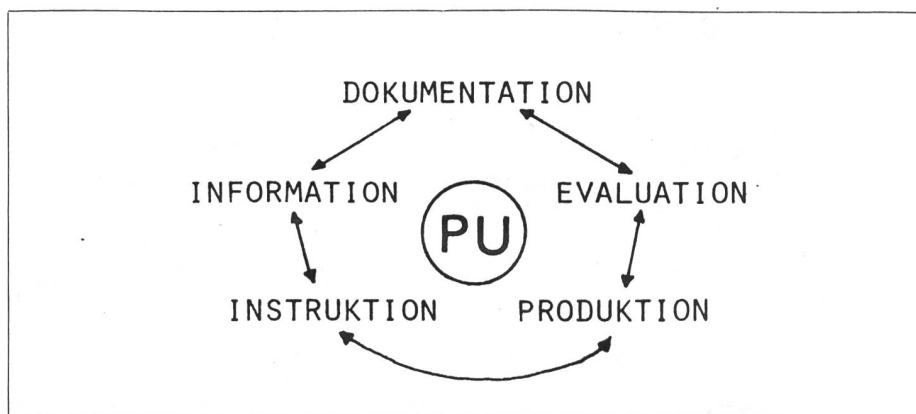 DOKUMENTATION
INFORMATION
EVALUATION
PU
INSTRUKTION
PRODUKTION